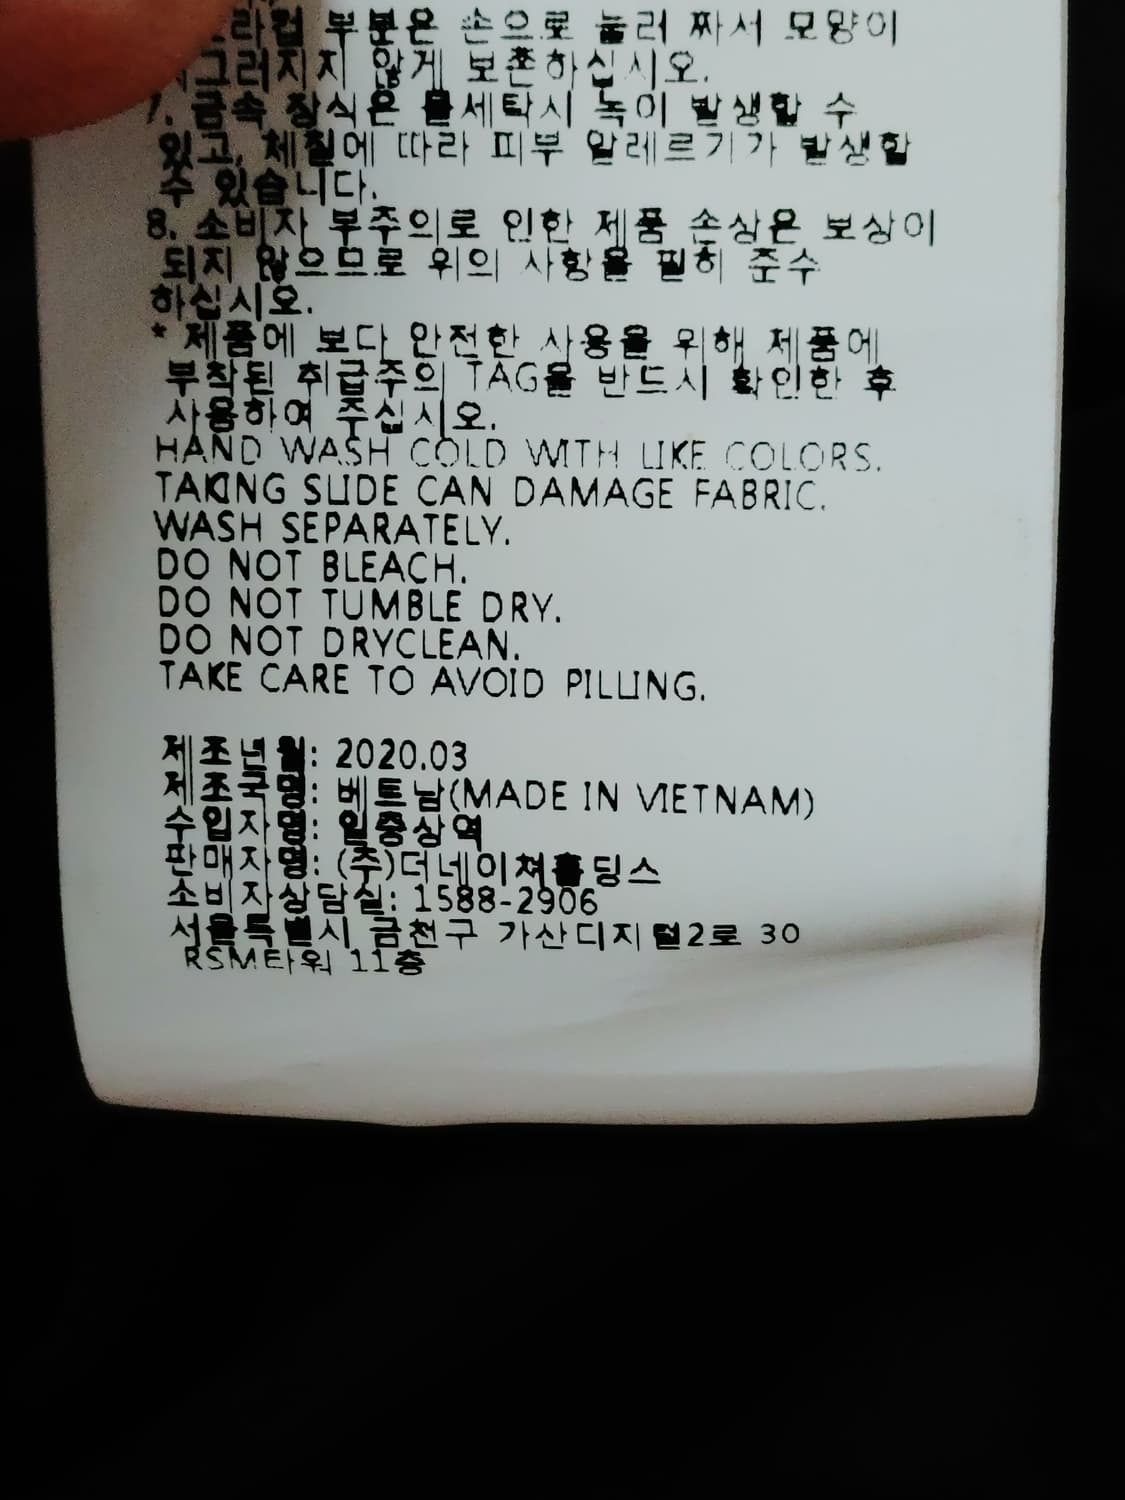 부분은 손으로 눌러 짜서 모양이
그러지지 않게 보존하십시오.
7. 금속 장식은 물세탁시 녹이 발생할 수
있고, 체질에 따라 피부 알레르기가 발생할
수 있습니다.
8. 소비자 부주의로 인한 제품 손상은 보상이
되지 않으므로 위의 사항을 필히 준수
하십시오.
* 제품에 보다 안전한 사용을 위해 제품에
부착된 취급주의 TAG를 반드시 확인한 후
사용하여 주십시오.
HAND WASH COLD WITH LIKE COLORS.
TAKING SLIDE CAN DAMAGE FABRIC.
WASH SEPARATELY.
DO NOT BLEACH.
DO NOT TUMBLE DRY.
DO NOT DRYCLEAN.
TAKE CARE TO AVOID PILLING.
제조년월: 2020.03
제조국명: 베트남(MADE IN VIETNAM)
수입자명: 일중상역
판매자명: (주)더네이쳐홀딩스
소비자상담실: 1588-2906
서울특별시 금천구 가산디지털2로 30
RSM타워 11층